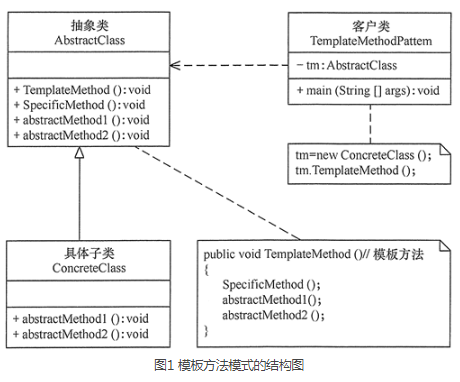 抽象类
AbstractClass
+ TemplateMethod ():void
+ SpecificMethod ():void
+ abstractMethod1 ():void
+ abstractMethod2 ():void
客户类
TemplateMethodPattem
− tm:AbstractClass
+ main (String [] args):void
tm=new ConcreteClass ();
tm.TemplateMethod ();
具体子类
ConcreteClass
+ abstractMethod1 ():void
+ abstractMethod2 ():void
public void TemplateMethod ()// 模板方法
{
SpecificMethod ();
abstractMethod1();
abstractMethod2 ();
}
图1 模板方法模式的结构图